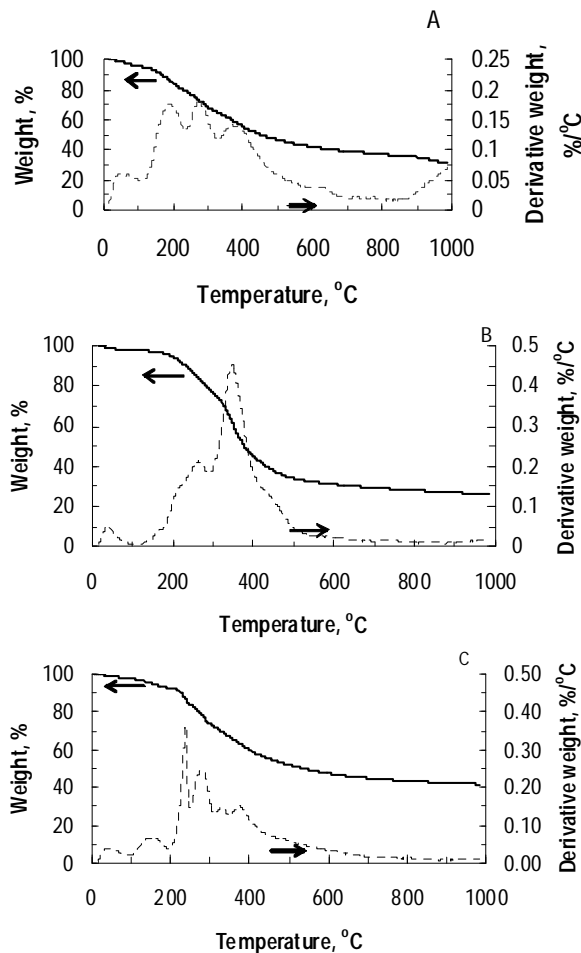 A
100
80
60
40
20
0
Weight, %
0.25
0.2
0.15
0.1
0.05
0
Derivative weight,
%/°C
0 200 400 600 800 1000
Temperature, °C
B
100
80
60
40
20
0
Weight, %
0.5
0.4
0.3
0.2
0.1
0
Derivative weight, %/°C
0 200 400 600 800 1000
Temperature, °C
C
100
80
60
40
20
0
Weight, %
0.50
0.40
0.30
0.20
0.10
0.00
Derivative weight, %/°C
0 200 400 600 800 1000
Temperature, °C